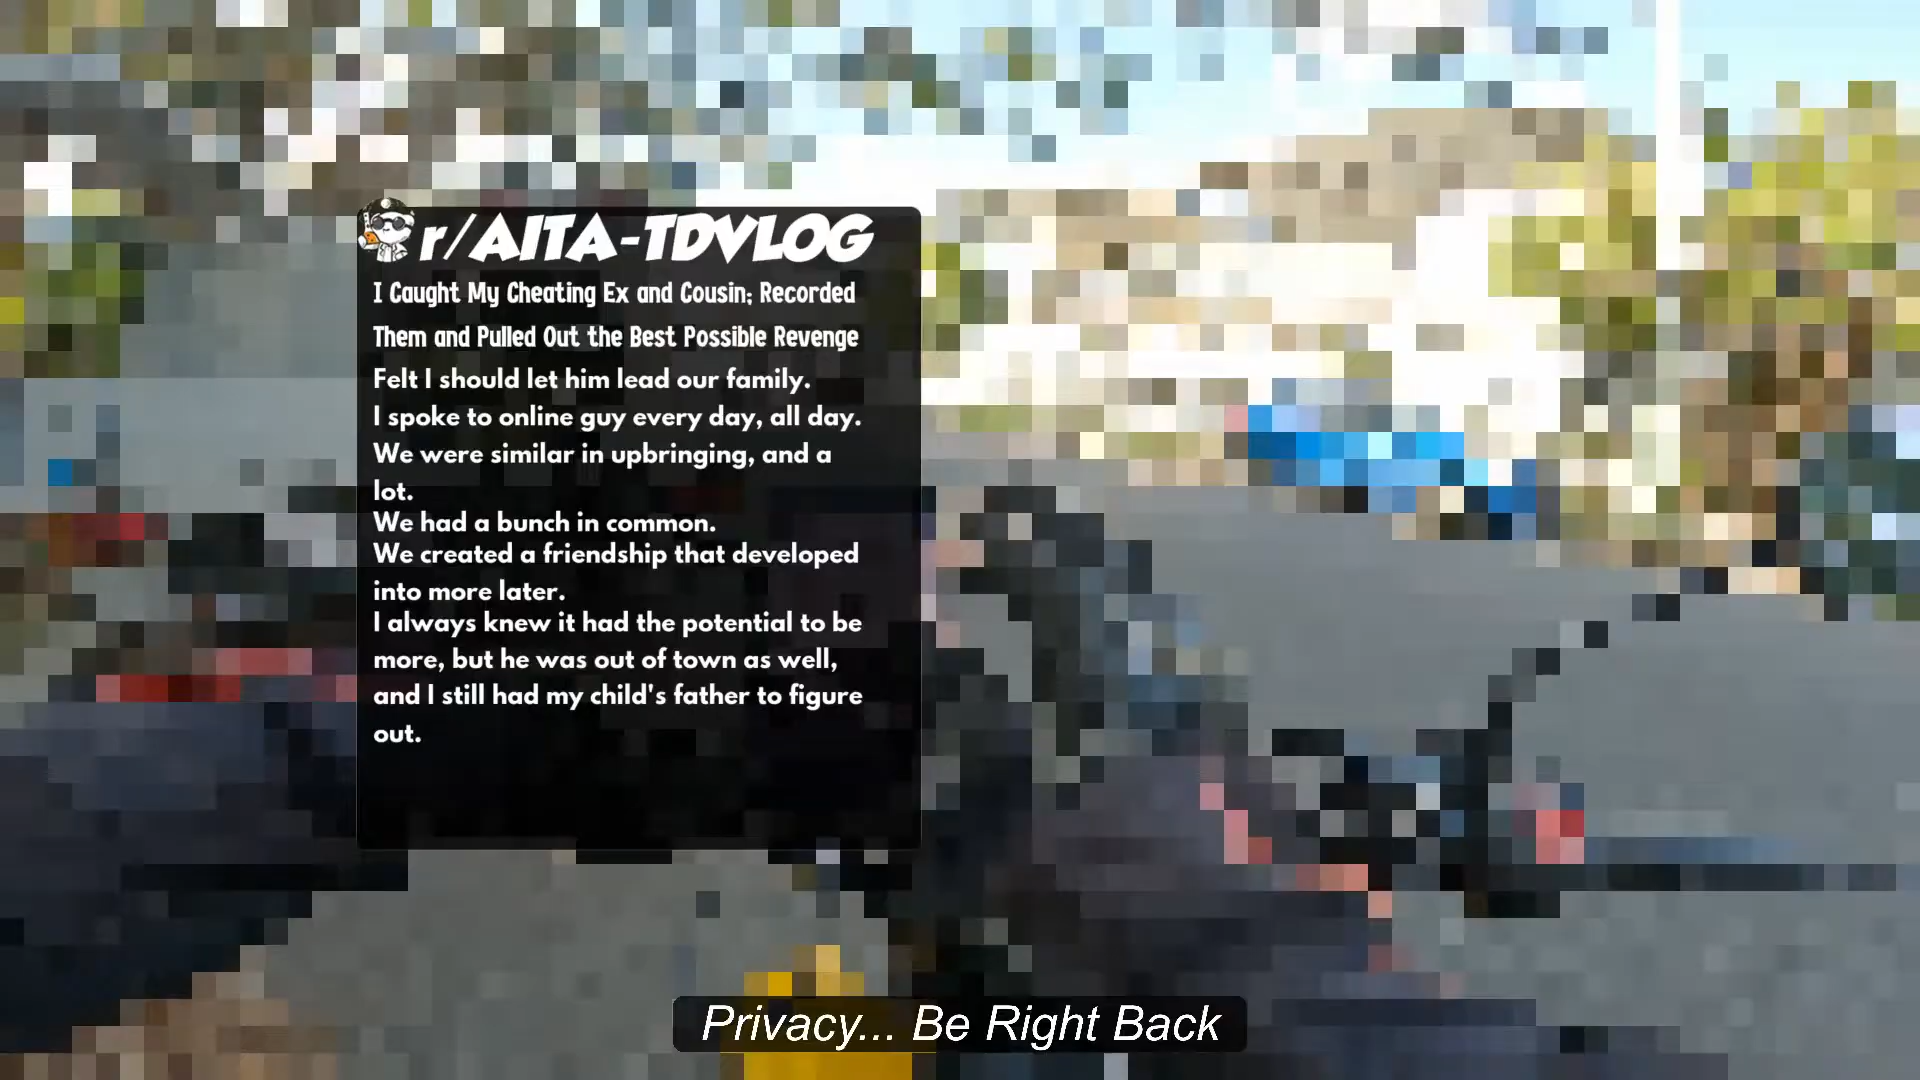 r/AITA-TDVLOG
I Caught My Cheating Ex and Cousin; Recorded
Them and Pulled Out the Best Possible Revenge
Felt I should let him lead our family.
I spoke to online guy every day, all day.
We were similar in upbringing, and a
lot.
We had a bunch in common.
We created a friendship that developed
into more later.
I always knew it had the potential to be
more, but he was out of town as well,
and I still had my child's father to figure
out.
Privacy... Be Right Back